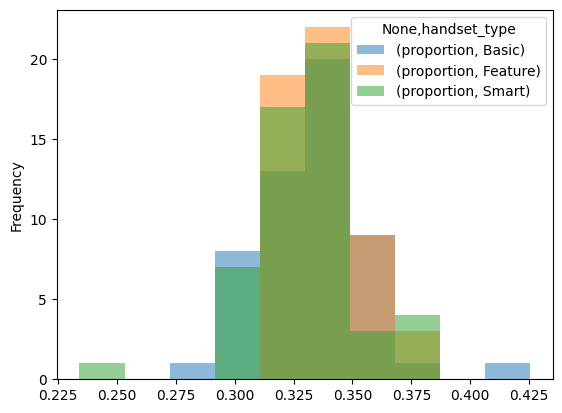 None,handset_type
(proportion, Basic)
(proportion, Feature)
(proportion, Smart)
Frequency
20
15
10
5
0
0.225 0.250 0.275 0.300 0.325 0.350 0.375 0.400 0.425